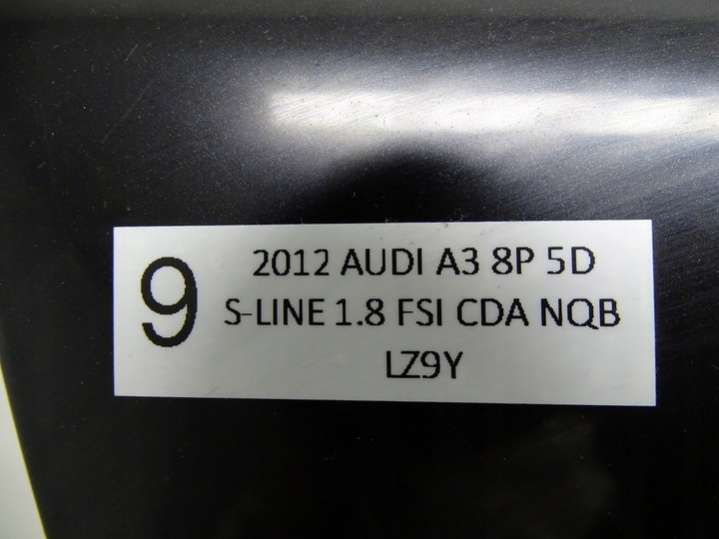 9
2012 AUDI A3 8P 5D
S-LINE 1.8 FSI CDA NQB
LZ9Y